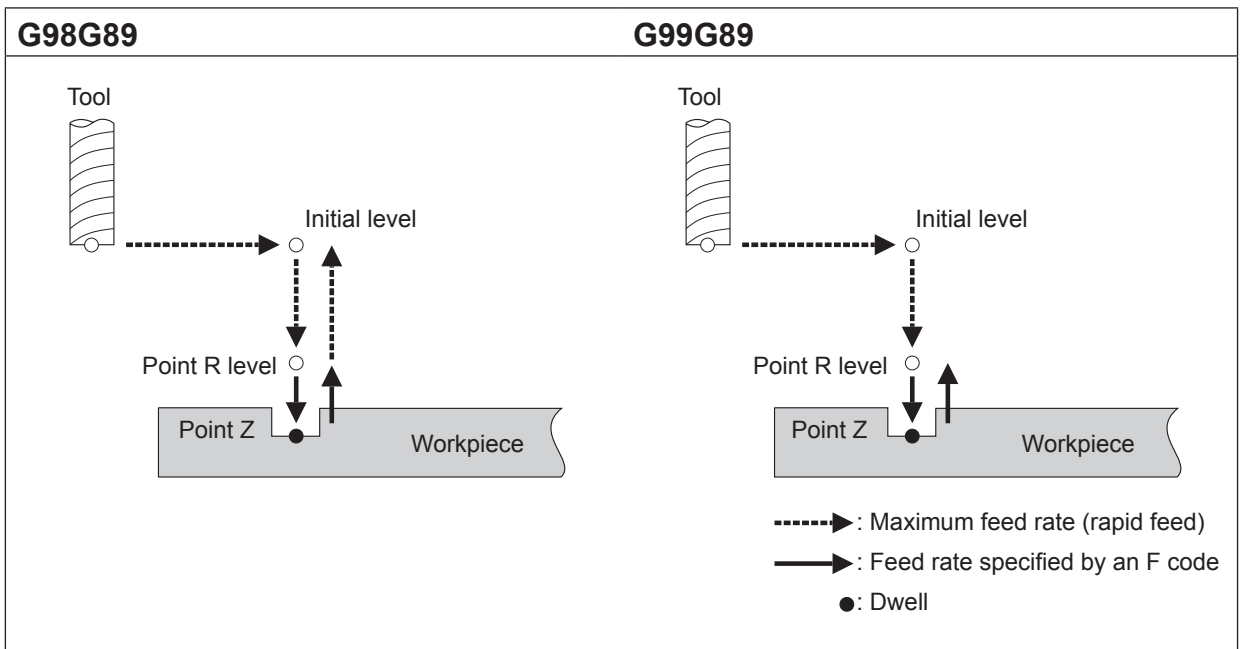 G98G89
G99G89
Tool
Initial level
Point R level
Point Z
Workpiece
Tool
Initial level
Point R level
Point Z
Workpiece
: Maximum feed rate (rapid feed)
: Feed rate specified by an F code
: Dwell